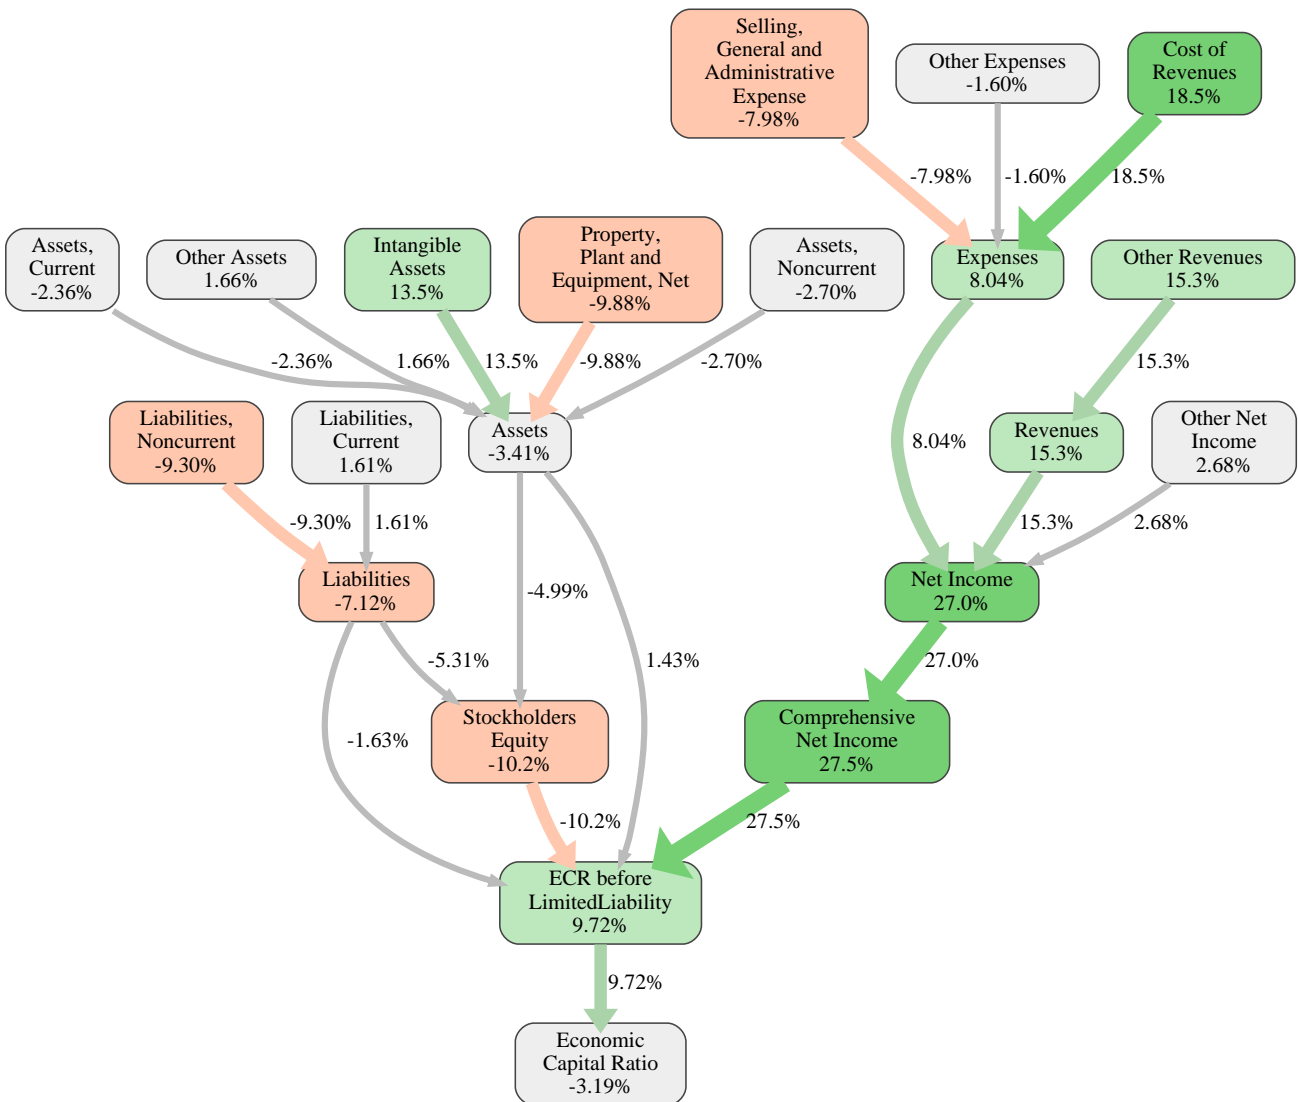 Selling,
General and
Administrative
Expense
-7.98%
Other Expenses
-1.60%
Cost of
Revenues
18.5%
-7.98%
-1.60%
18.5%
Assets,
Current
-2.36%
Other Assets
1.66%
Intangible
Assets
13.5%
Property,
Plant and
Equipment, Net
-9.88%
Assets,
Noncurrent
-2.70%
Expenses
8.04%
Other Revenues
15.3%
-2.36%
1.66%
13.5%
-9.88%
-2.70%
15.3%
Liabilities,
Noncurrent
-9.30%
Liabilities,
Current
1.61%
Assets
-3.41%
8.04%
Revenues
15.3%
Other Net
Income
2.68%
-9.30%
1.61%
15.3%
2.68%
Liabilities
-7.12%
-4.99%
Net Income
27.0%
-5.31%
1.43%
27.0%
-1.63%
Stockholders
Equity
-10.2%
Comprehensive
Net Income
27.5%
-10.2%
27.5%
ECR before
LimitedLiability
9.72%
9.72%
Economic
Capital Ratio
-3.19%